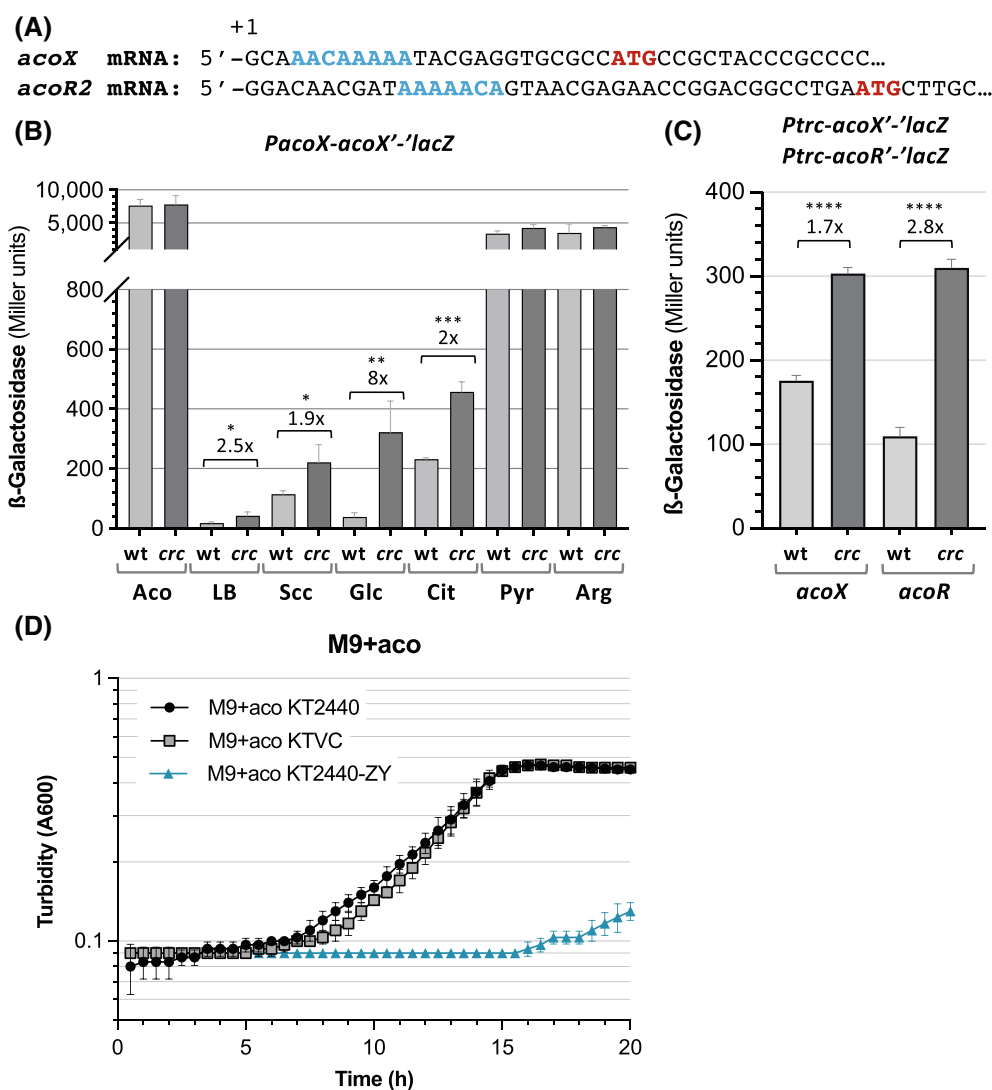 (A)
+1
acoX mRNA: 5’-GCAAACAAAAATACGAGGTGCGCCATGCCGCTACCCGCCCC…
acoR2 mRNA: 5’-GGACAACGATAAAAACAGTAACGAGAACCGGACGGCCTGAATGCTTGC…
(B)
PacoX-acoX’-’lacZ
ß-Galactosidase (Miller units)
10,000
5,000
800
600
400
200
0
*
2.5x
*
1.9x
**
8x
***
2x
wt crc wt crc wt crc wt crc wt crc wt crc wt crc
Aco LB Scc Glc Cit Pyr Arg
(C)
Ptrc-acoX’-’lacZ
Ptrc-acoR’-’lacZ
ß-Galactosidase (Miller units)
400
300
200
100
0
**** ****
1.7x 2.8x
wt crc wt crc
acoX acoR
(D)
M9+aco
Turbidity (A600)
1
0.1
M9+aco KT2440
M9+aco KTVC
M9+aco KT2440-ZY
0 5 10 15 20
Time (h)